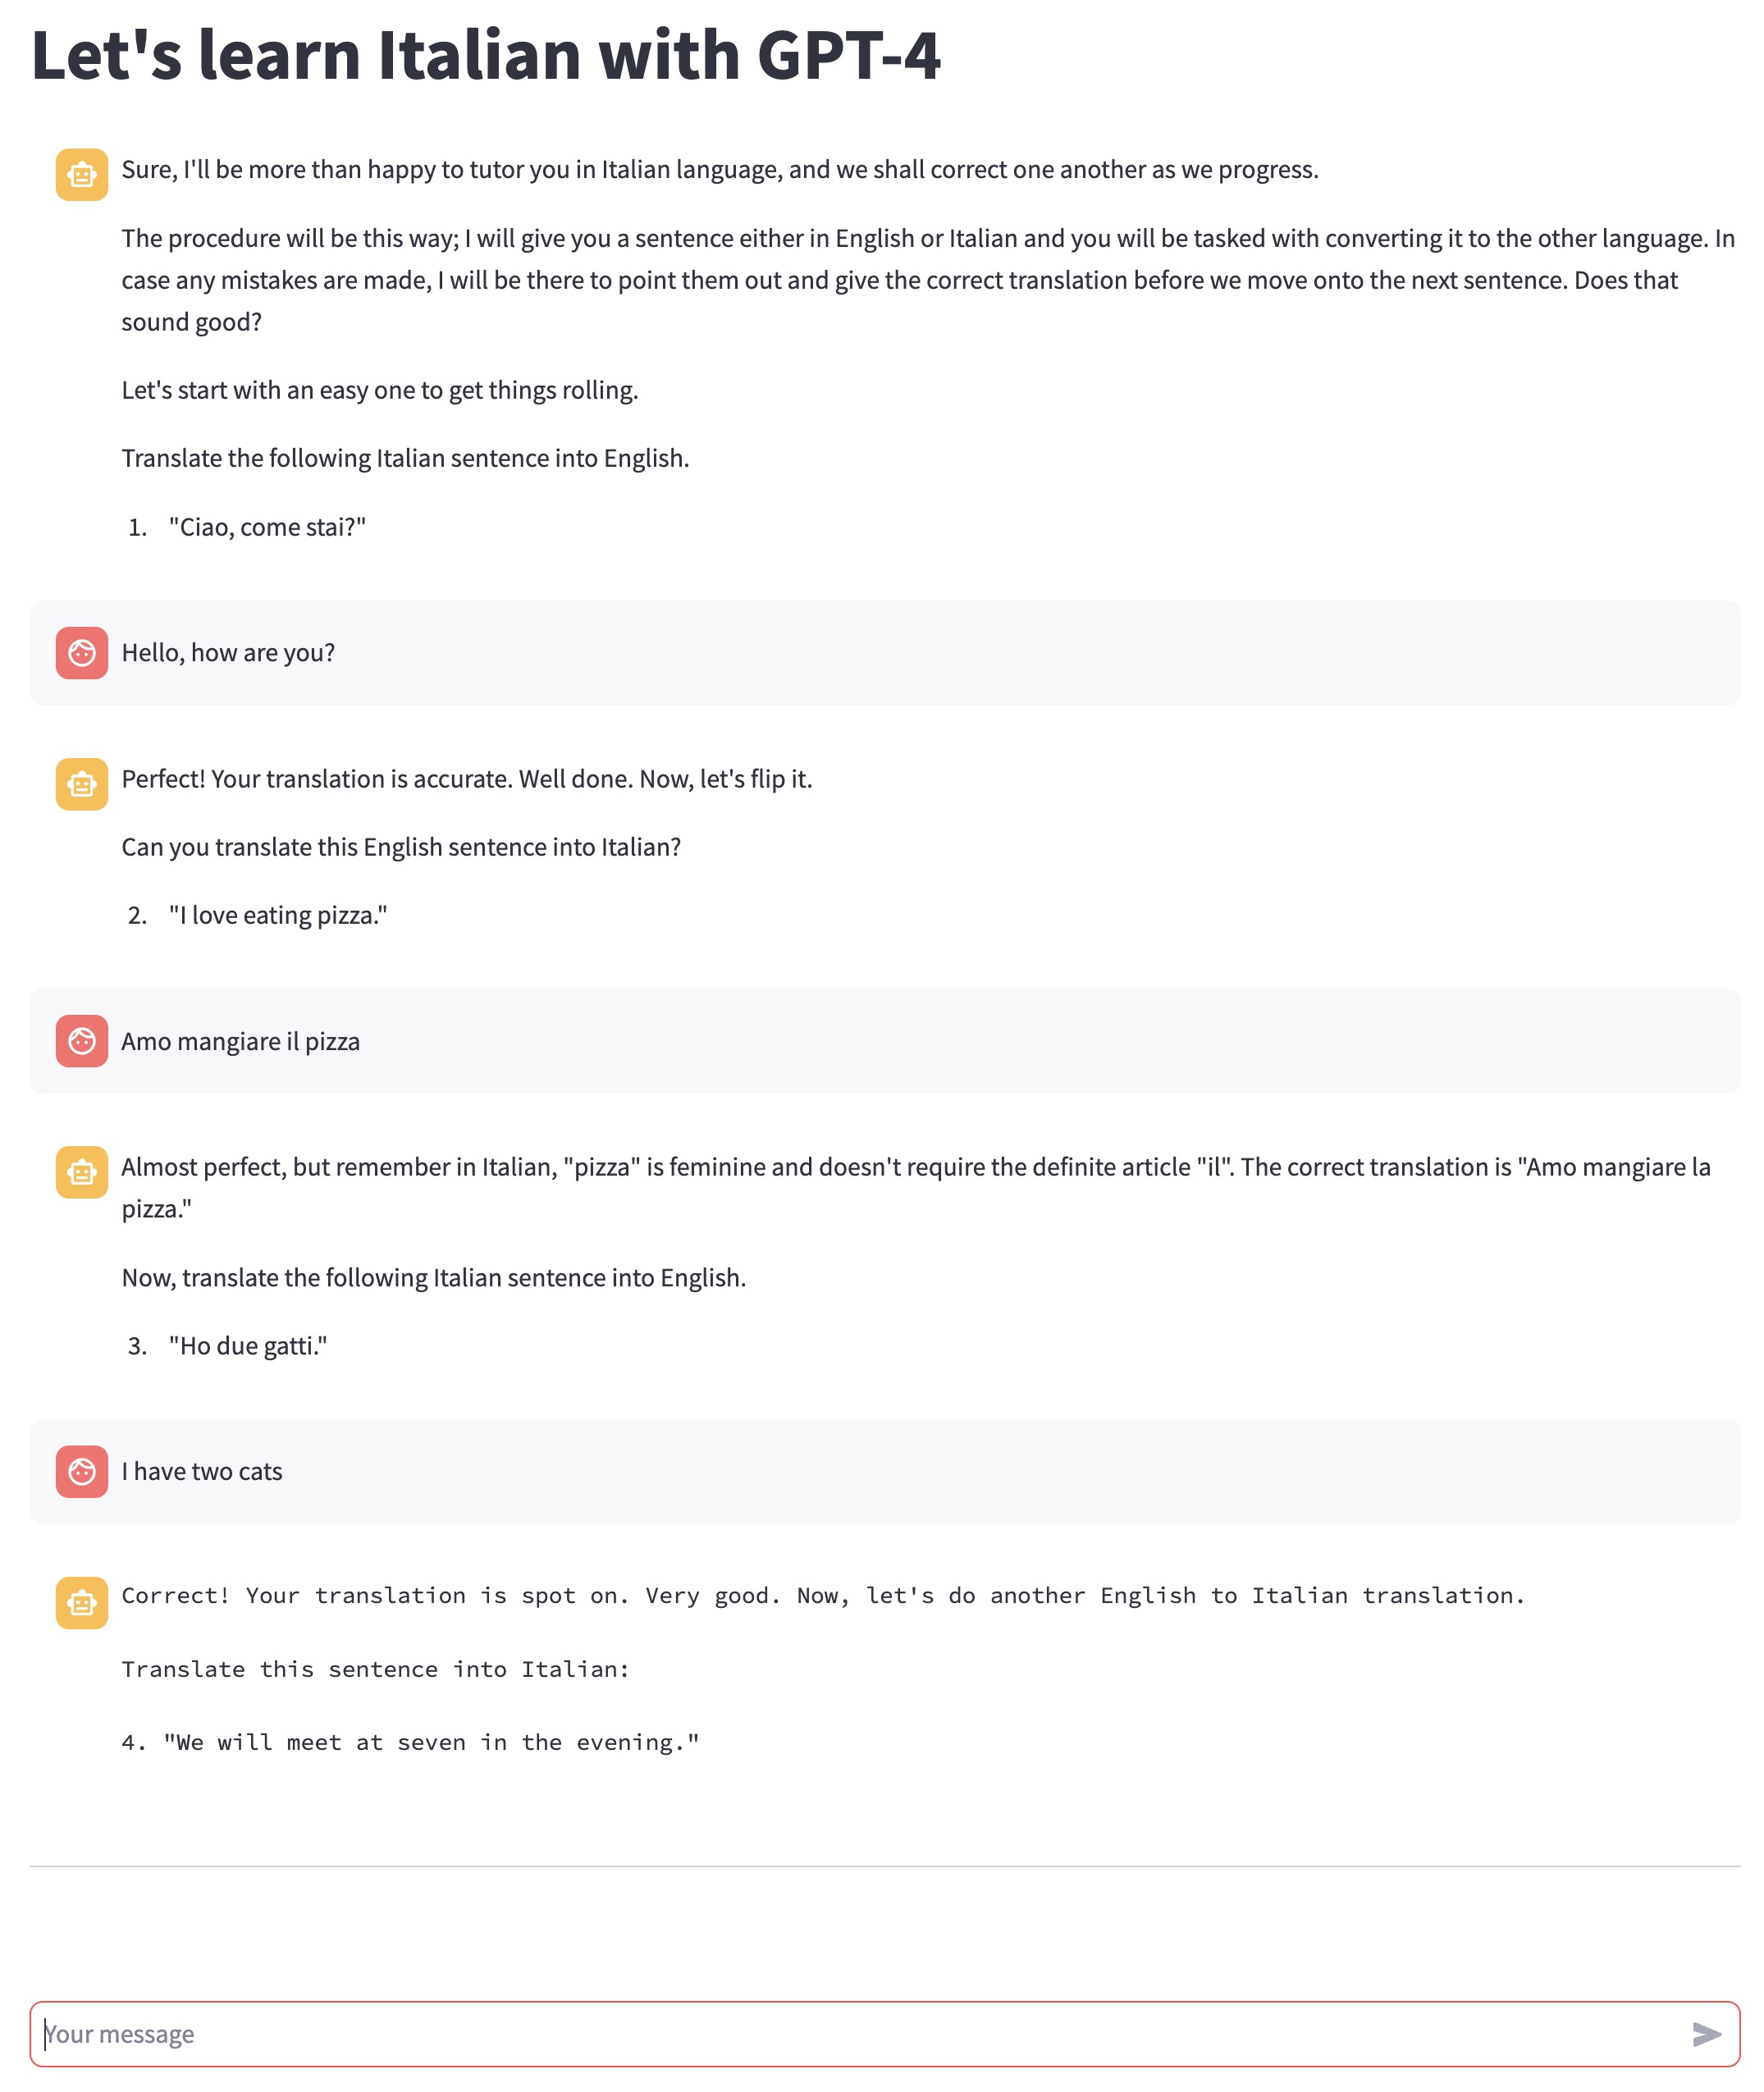 Let's learn Italian with GPT-4
Sure, I'll be more than happy to tutor you in Italian language, and we shall correct one another as we progress.
The procedure will be this way; I will give you a sentence either in English or Italian and you will be tasked with converting it to the other language. In
case any mistakes are made, I will be there to point them out and give the correct translation before we move onto the next sentence. Does that
sound good?
Let's start with an easy one to get things rolling.
Translate the following Italian sentence into English.
1. "Ciao, come stai?"
Hello, how are you?
Perfect! Your translation is accurate. Well done. Now, let's flip it.
Can you translate this English sentence into Italian?
2. "I love eating pizza."
Amo mangiare il pizza
Almost perfect, but remember in Italian, "pizza" is feminine and doesn't require the definite article "il". The correct translation is "Amo mangiare la
pizza."
Now, translate the following Italian sentence into English.
3. "Ho due gatti."
I have two cats
Correct! Your translation is spot on. Very good. Now, let's do another English to Italian translation.
Translate this sentence into Italian:
4. "We will meet at seven in the evening."
Your message